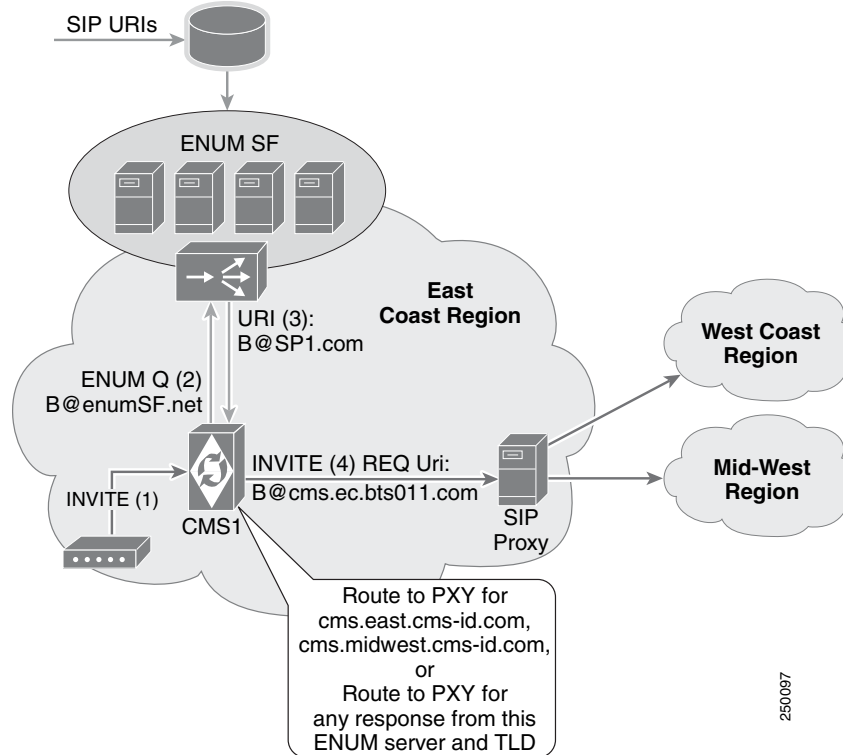 SIP URIs
ENUM SF
East
Coast Region
URI (3):
B@SP1.com
West Coast
Region
ENUM Q (2)
B@enumSF.net
INVITE (4) REQ Uri:
B@cms.ec.bts011.com
Mid-West
Region
INVITE (1)
CMS1
SIP
Proxy
Route to PXY for
cms.east.cms-id.com,
cms.midwest.cms-id.com,
or
Route to PXY for
any response from this
ENUM server and TLD
250097